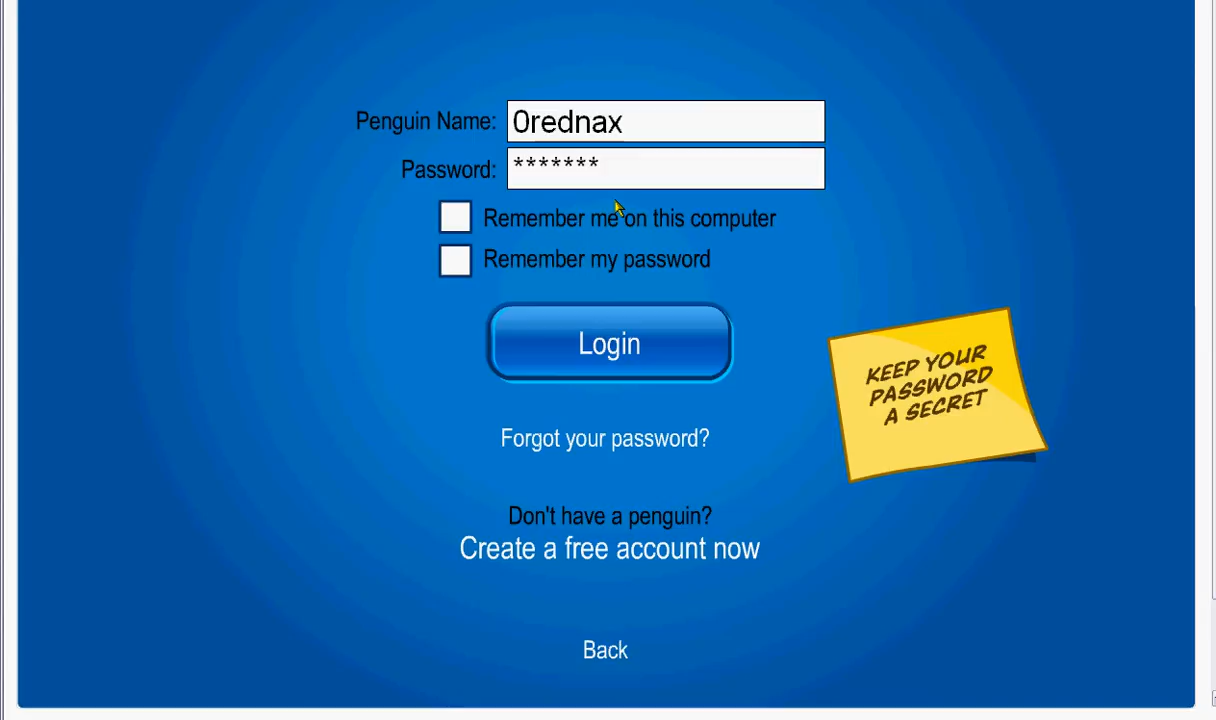 Penguin Name: 0rednax
Password: *******
Remember me on this computer
Remember my password
Login
KEEP YOUR
PASSWORD
A SECRET
Forgot your password?
Don't have a penguin?
Create a free account now
Back